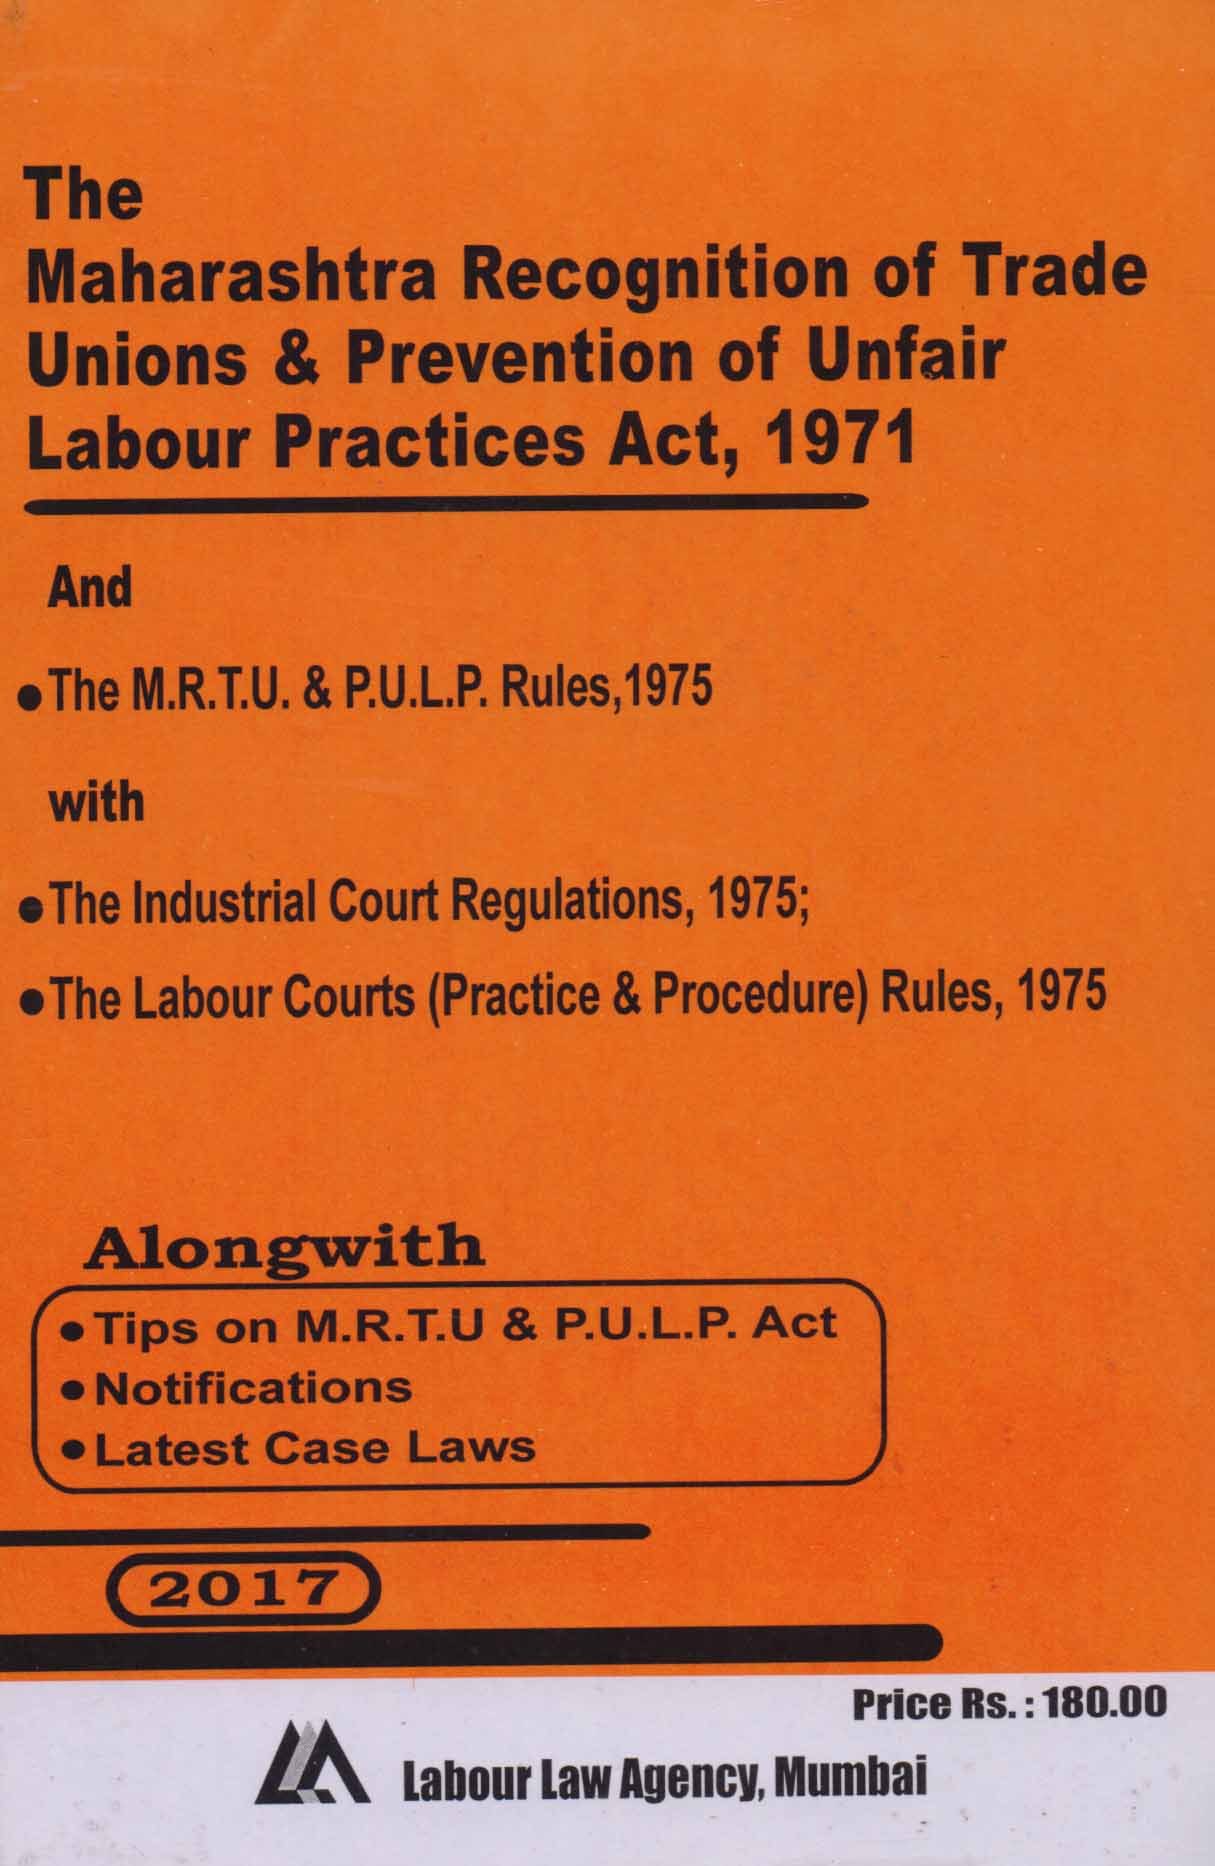 The
Maharashtra Recognition of Trade
Unions & Prevention of Unfair
Labour Practices Act, 1971
And
● The M.R.T.U. & P.U.L.P. Rules,1975
with
● The Industrial Court Regulations, 1975;
● The Labour Courts (Practice & Procedure) Rules, 1975
Alongwith
● Tips on M.R.T.U & P.U.L.P. Act
● Notifications
● Latest Case Laws
2017
Price Rs. : 180.00
Labour Law Agency, Mumbai